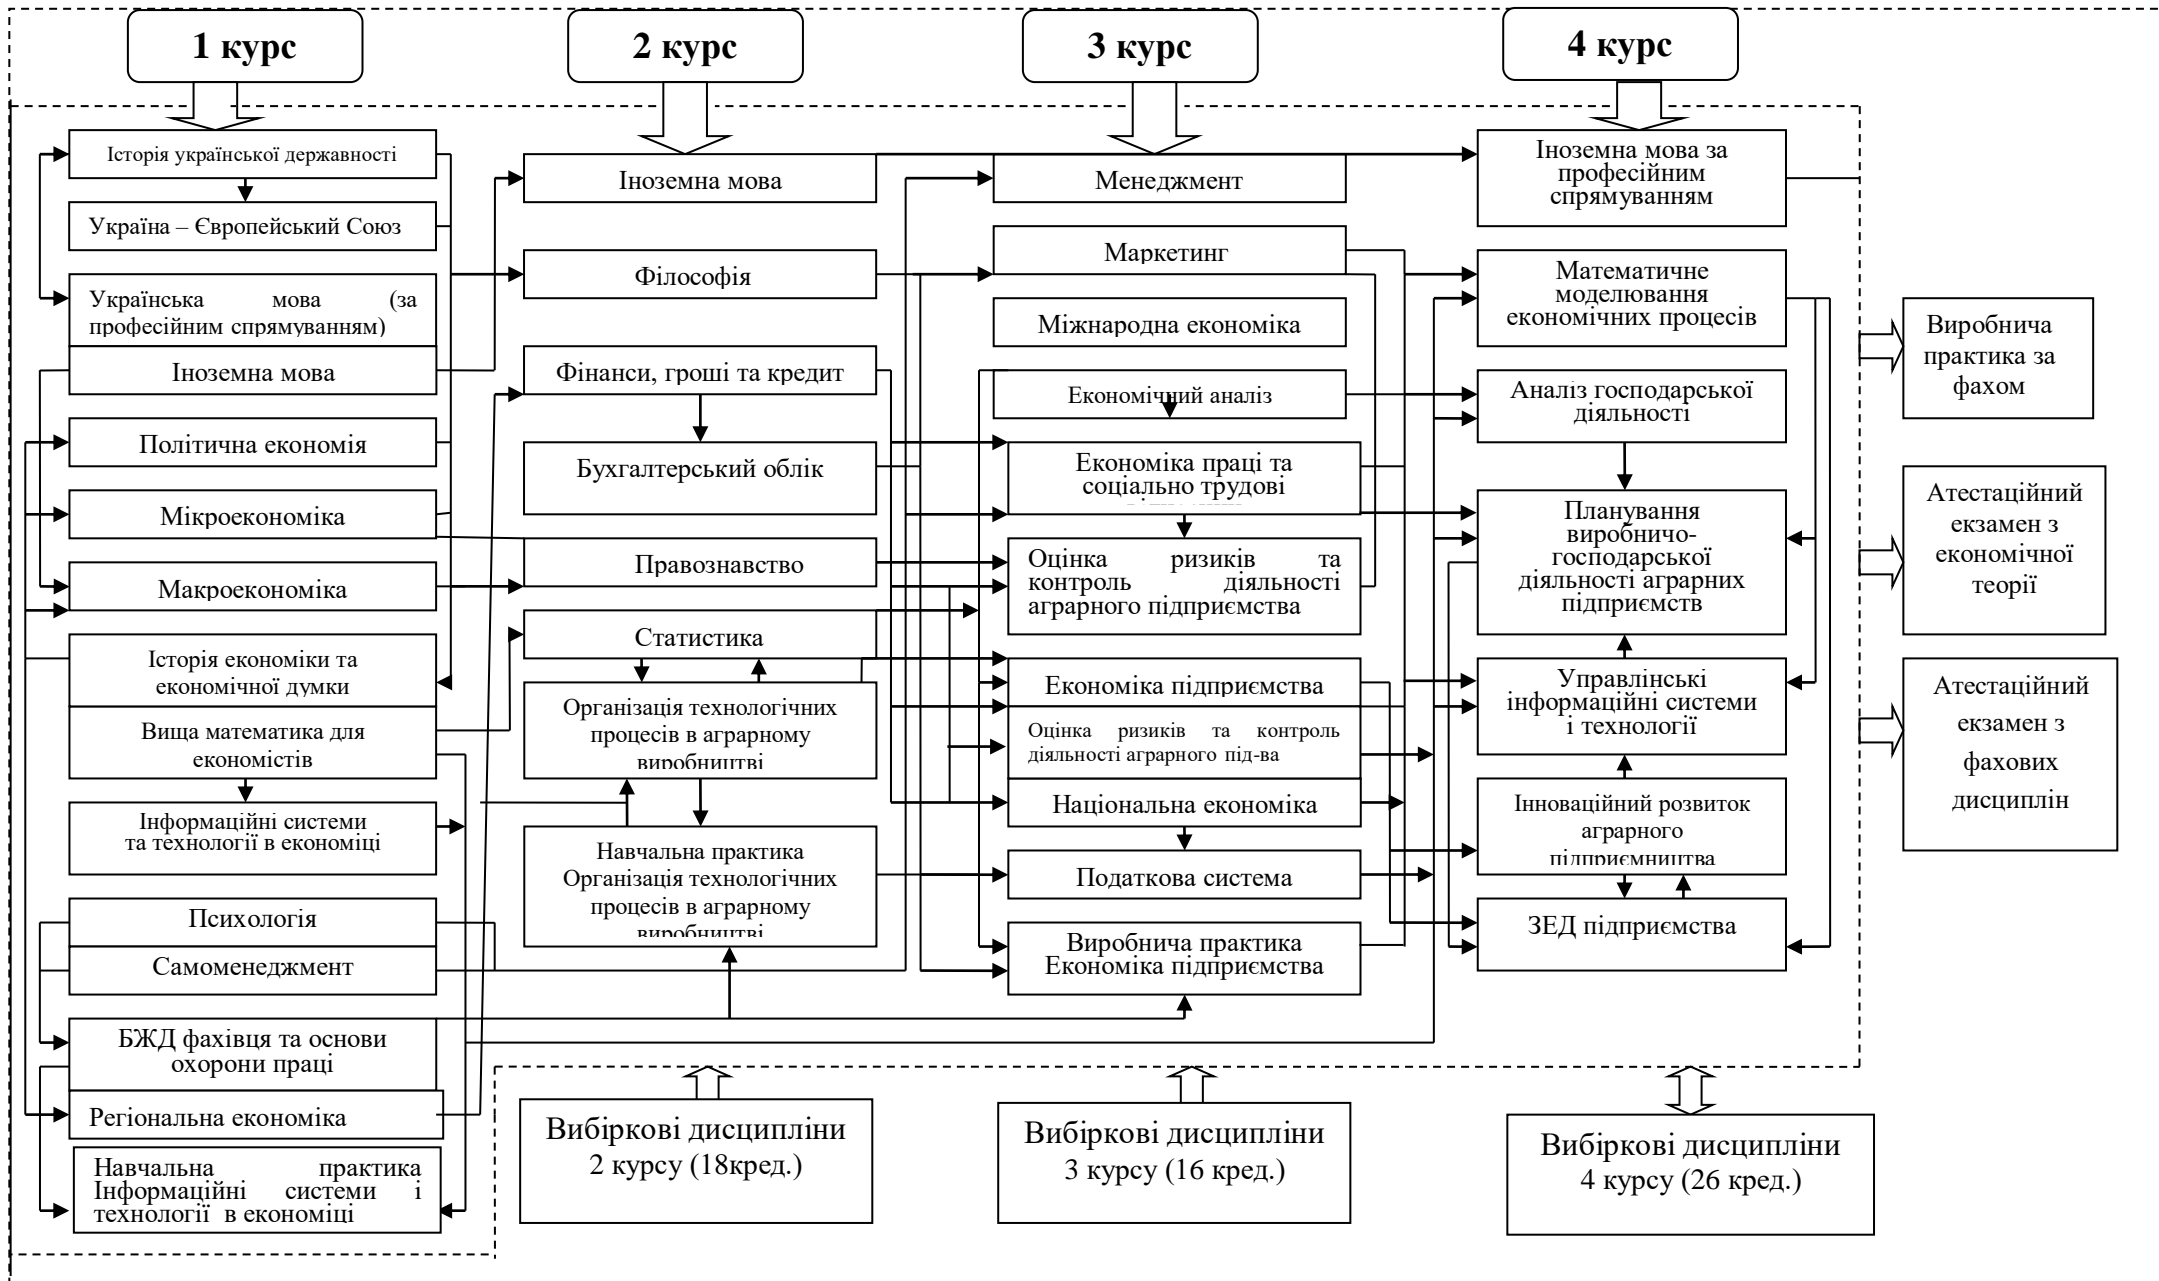 1 курс
2 курс
3 курс
4 курс
Історія української державності
Україна – Європейський Союз
Українська мова (за
професійним спрямуванням)
Іноземна мова
Політична економія
Мікроекономіка
Макроекономіка
Історія економіки та
економічної думки
Вища математика для
економістів
Інформаційні системи
та технології в економіці
Психологія
Самоменеджмент
БЖД фахівця та основи
охорони праці
Регіональна економіка
Навчальна практика
Інформаційні системи і
технології в економіці
Іноземна мова
Філософія
Фінанси, гроші та кредит
Бухгалтерський облік
Правознавство
Статистика
Організація технологічних
процесів в аграрному
виробництві
Навчальна практика
Організація технологічних
процесів в аграрному
виробництві
Вибіркові дисципліни
2 курсу (18кред.)
Менеджмент
Маркетинг
Міжнародна економіка
Економічний аналіз
Економіка праці та
соціально трудові
Оцінка ризиків та
контроль діяльності
аграрного підприємства
Економіка підприємства
Оцінка ризиків та контроль
діяльності аграрного під-ва
Національна економіка
Податкова система
Виробнича практика
Економіка підприємства
Вибіркові дисципліни
3 курсу (16 кред.)
Іноземна мова за
професійним
спрямуванням
Математичне
моделювання
економічних процесів
Аналіз господарської
діяльності
Планування
виробничо-
господарської
діяльності аграрних
підприємств
Управлінські
інформаційні системи
і технології
Інноваційний розвиток
аграрного
підприємництва
ЗЕД підприємства
Вибіркові дисципліни
4 курсу (26 кред.)
Виробнича
практика за
фахом
Атестаційний
екзамен з
економічної
теорії
Атестаційний
екзамен з
фахових
дисциплін